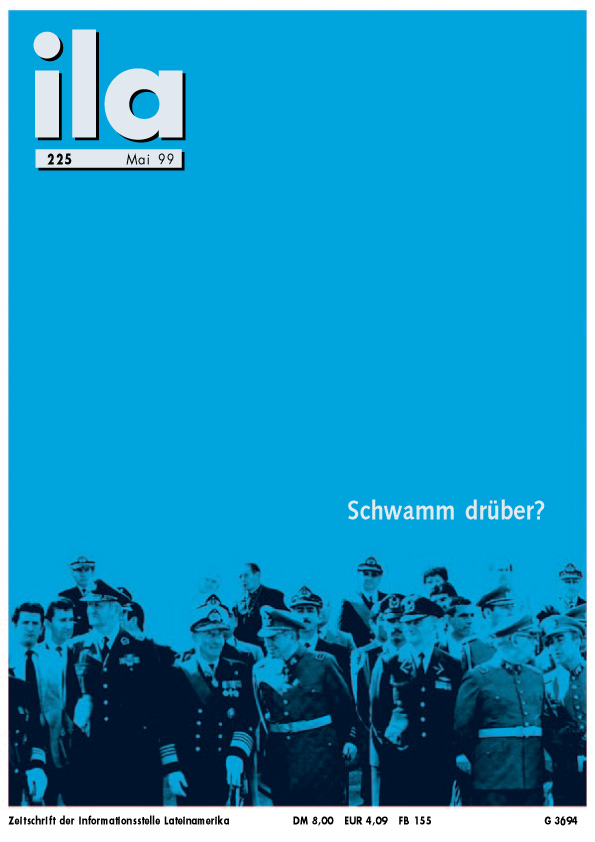 ila
225 Mai 99
Schwamm drüber?
Zeitschrift der Informationsstelle Lateinamerika DM 8,00 EUR 4,09 FB 155 G 3694